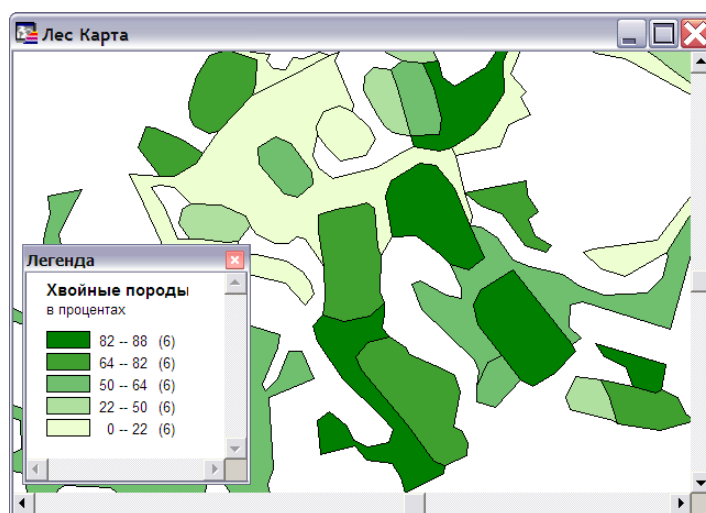 Лес Карта
Легенда
Хвойные породы
в процентах
82 -- 88 (6)
64 -- 82 (6)
50 -- 64 (6)
22 -- 50 (6)
0 -- 22 (6)